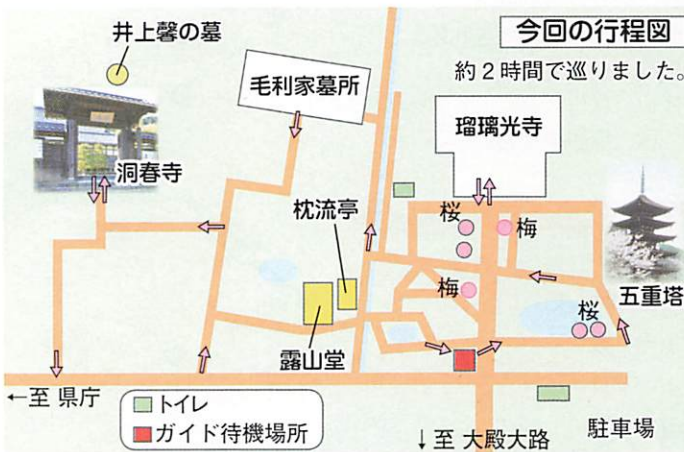 今回の行程図
約2時間で巡りました。
井上馨の墓
毛利家墓所
瑠璃光寺
洞春寺
枕流亭
桜
梅
梅
五重塔
桜
露山堂
←至 県庁
トイレ
ガイド待機場所
↓至 大殿大路
駐車場